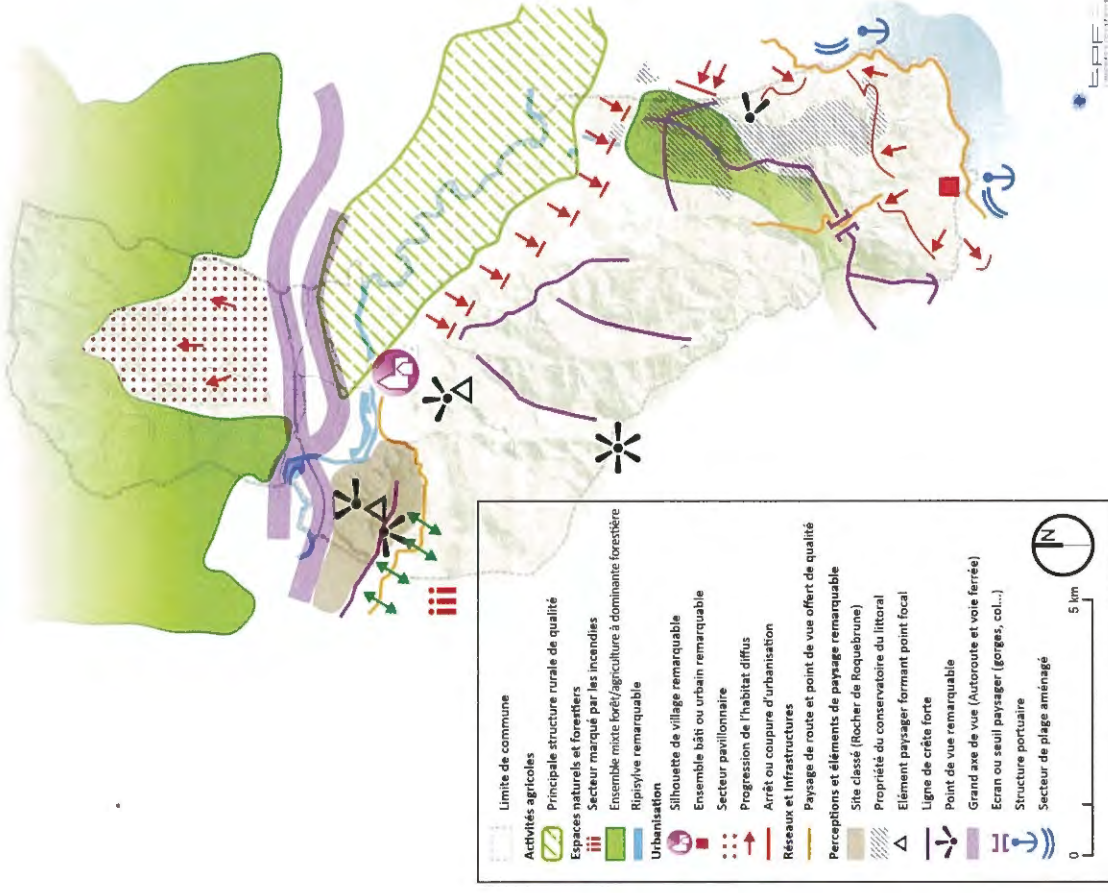 Limite de commune
Activités agricoles
Principale structure rurale de qualité
Espaces naturels et forestiers
Secteur marqué par les incendies
Ensemble mixte forêt/agriculture à dominante forestière
Ripisylve remarquable
Urbanisation
Silhouette de village remarquable
Ensemble bâti ou urbain remarquable
Secteur pavillonnaire
Progression de l'habitat diffus
Arrêt ou coupure d'urbanisation
Réseaux et Infrastructures
Paysage de route et point de vue offert de qualité
Perceptions et éléments de paysage remarquable
Site classé (Rocher de Roquebrune)
Propriété du conservatoire du littoral
Elément paysager formant point focal
Ligne de crête forte
Point de vue remarquable
Grand axe de vue (Autoroute et voie ferrée)
Ecran ou seuil paysager (gorges, col...)
Structure portuaire
Secteur de plage aménagé
0
5 km
N